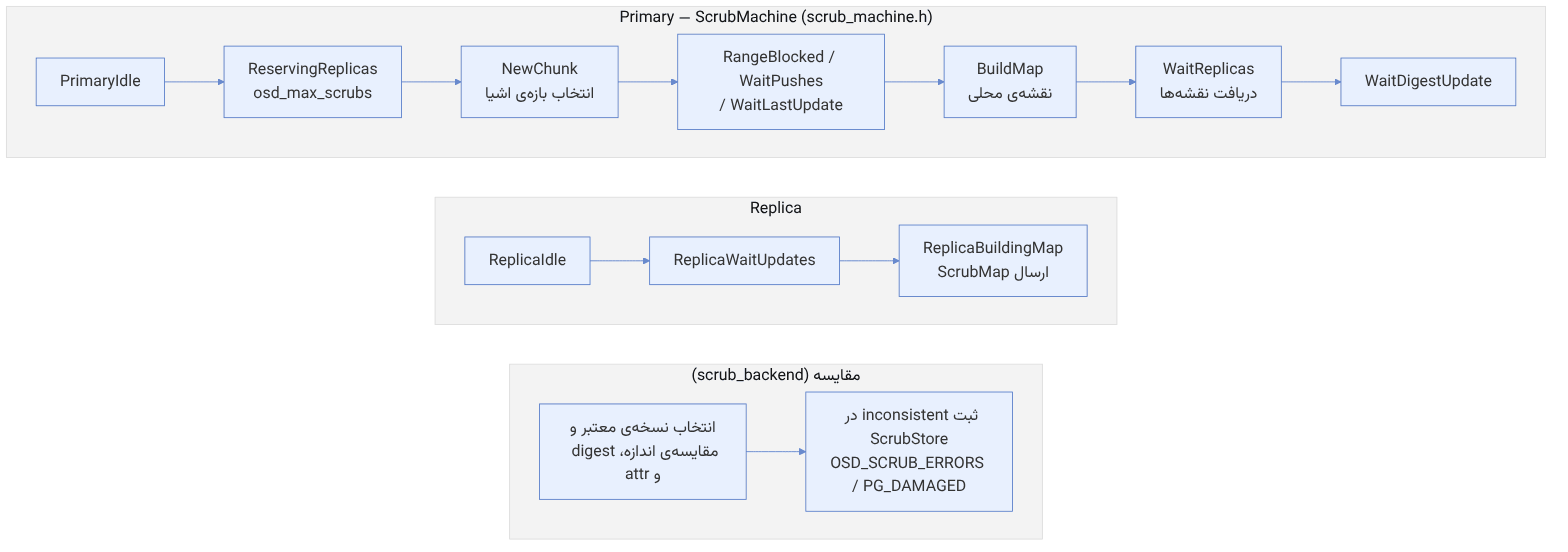 Primary — ScrubMachine (scrub_machine.h)
PrimaryIdle
ReservingReplicas
osd_max_scrubs
NewChunk
انتخاب بازه‌ی اشیا
RangeBlocked /
WaitPushes
/ WaitLastUpdate
BuildMap
نقشه‌ی محلی
WaitReplicas
دریافت نقشه‌ها
WaitDigestUpdate
Replica
ReplicaIdle
ReplicaWaitUpdates
ReplicaBuildingMap
ارسال ScrubMap
مقایسه (scrub_backend)
انتخاب نسخه‌ی معتبر و
مقایسه‌ی اندازه، digest
و attr
ثبت inconsistent در
ScrubStore
OSD_SCRUB_ERRORS
/ PG_DAMAGED